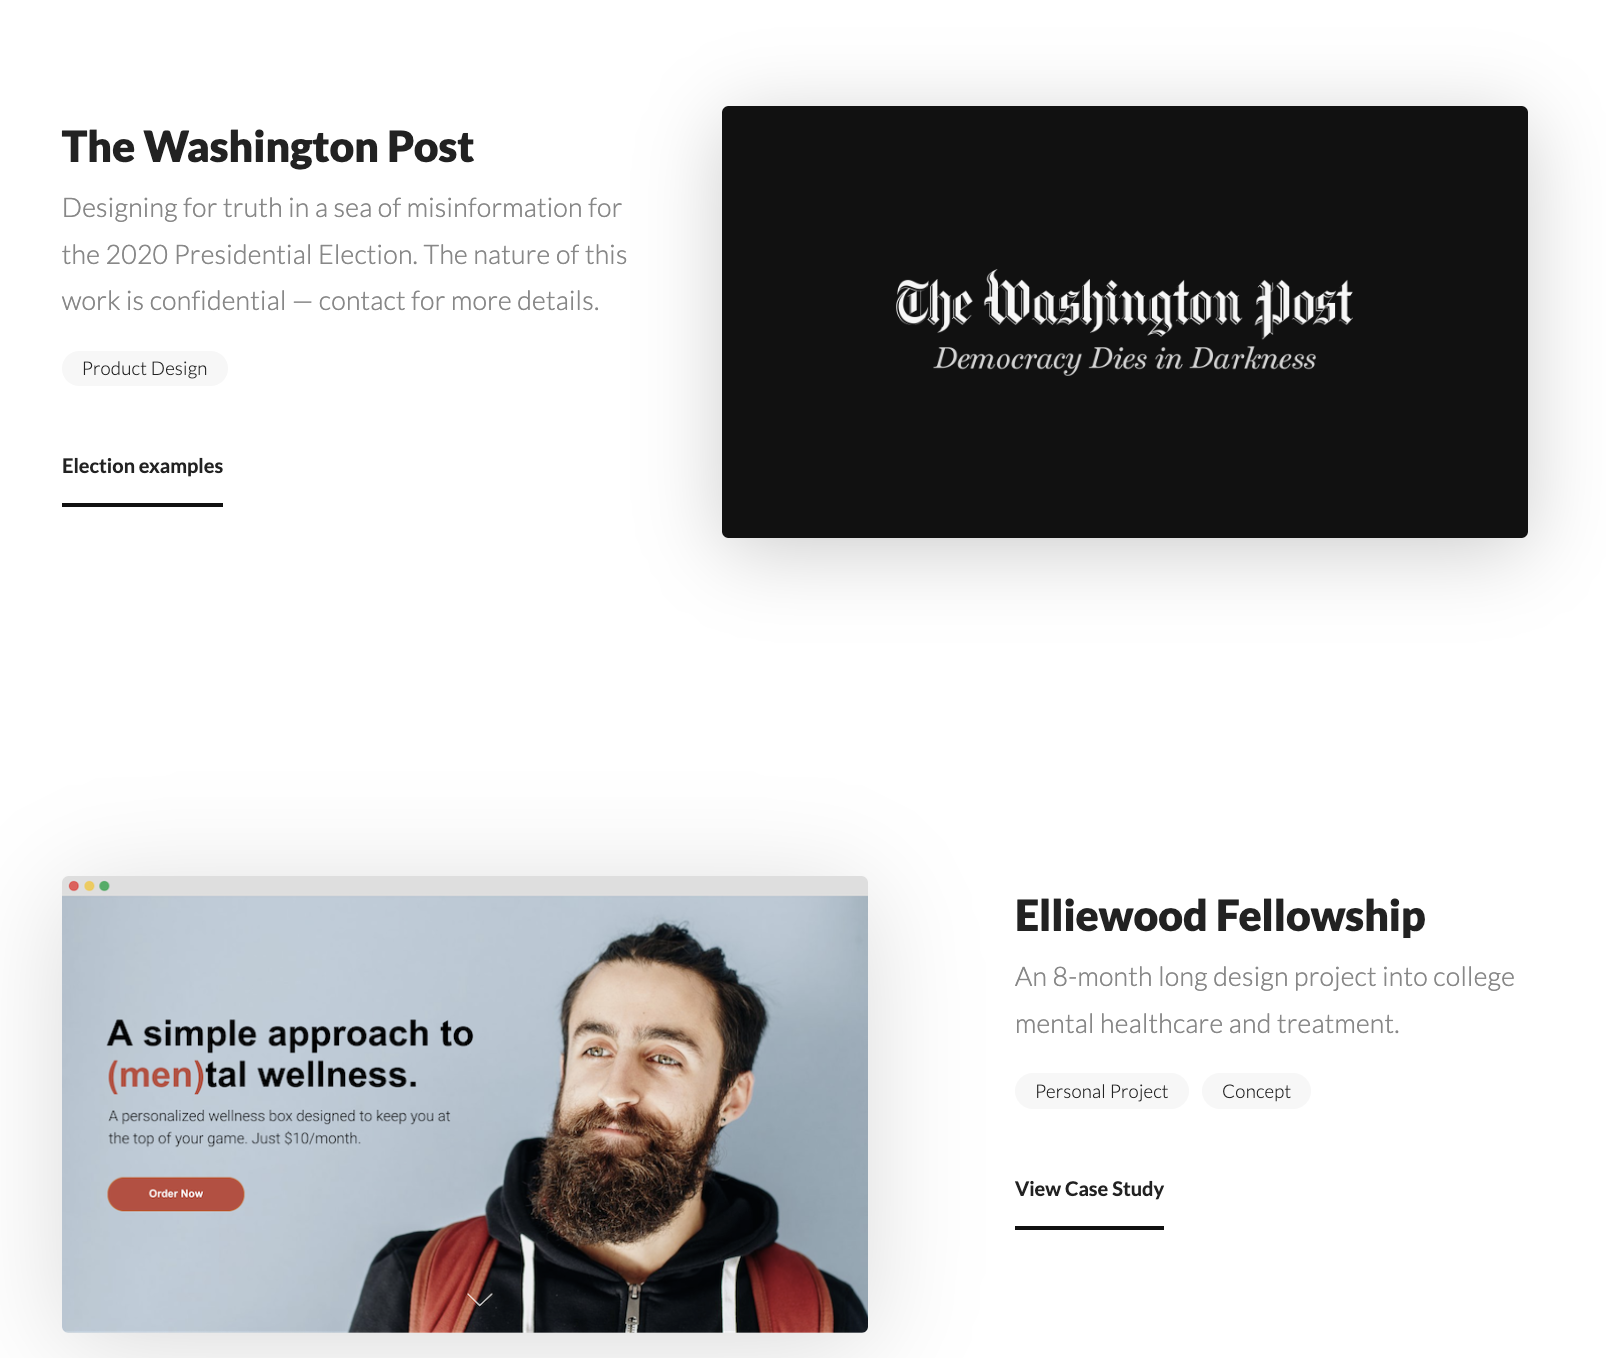 The Washington Post
Designing for truth in a sea of misinformation for
the 2020 Presidential Election. The nature of this
work is confidential — contact for more details.
Product Design
Election examples
The Washington Post
Democracy Dies in Darkness
A simple approach to
(men)tal wellness.
A personalized wellness box designed to keep you at
the top of your game. Just $10/month.
Order Now
Elliewood Fellowship
An 8-month long design project into college
mental healthcare and treatment.
Personal Project
Concept
View Case Study